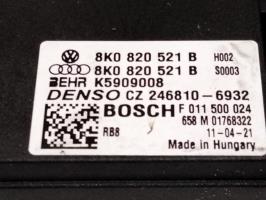 8K0 820 521 B H002
8K0 820 521 B S0003
BEHR K5909008
DENSO CZ 246810-6932
BOSCH F 011 500 024
658 M 01768322
RB8 11-04-21
Made in Hungary